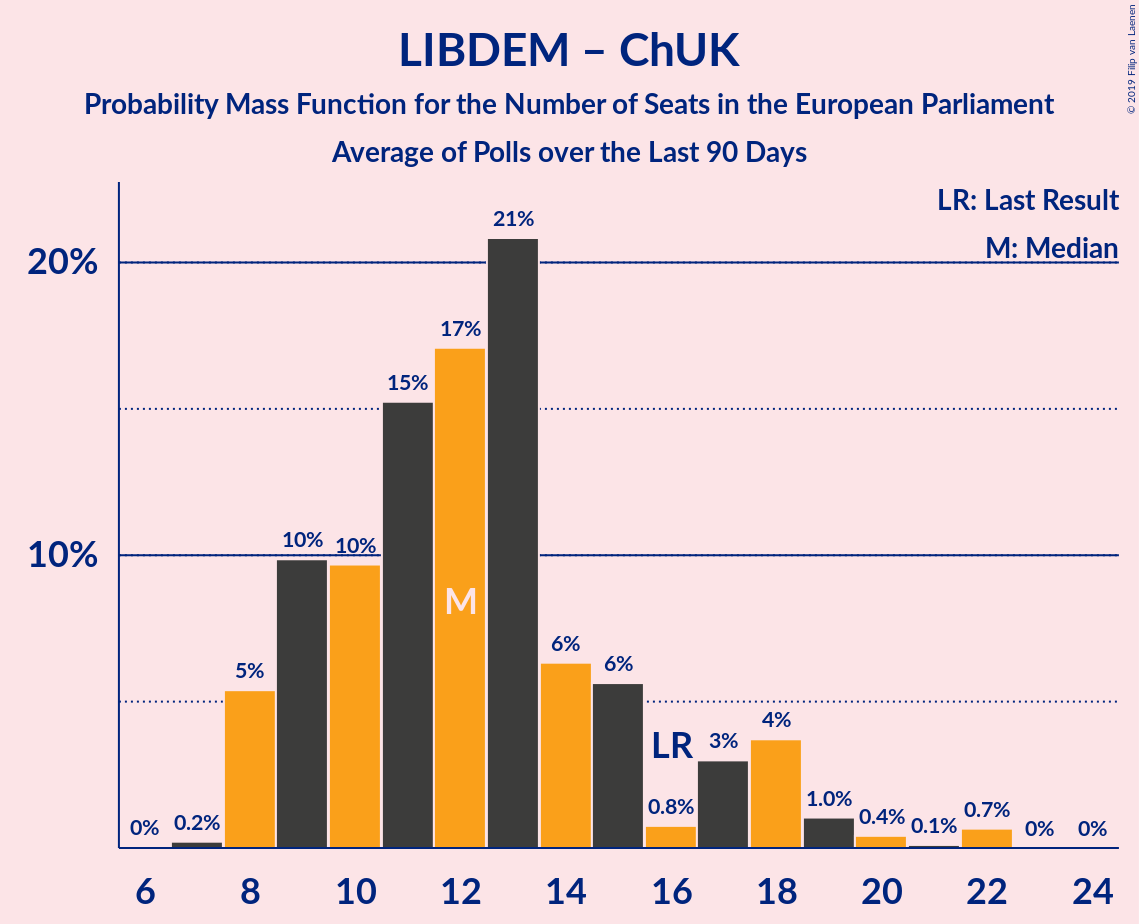 LIBDEM – ChUK
Probability Mass Function for the Number of Seats in the European Parliament
Average of Polls over the Last 90 Days
© 2019 Filip van Laenen
LR: Last Result
M: Median
20%
10%
0%
0.2%
5%
10%
10%
15%
17%
21%
6%
6%
0.8%
3%
4%
1.0%
0.4%
0.1%
0.7%
0%
0%
M
LR
6 8 10 12 14 16 18 20 22 24